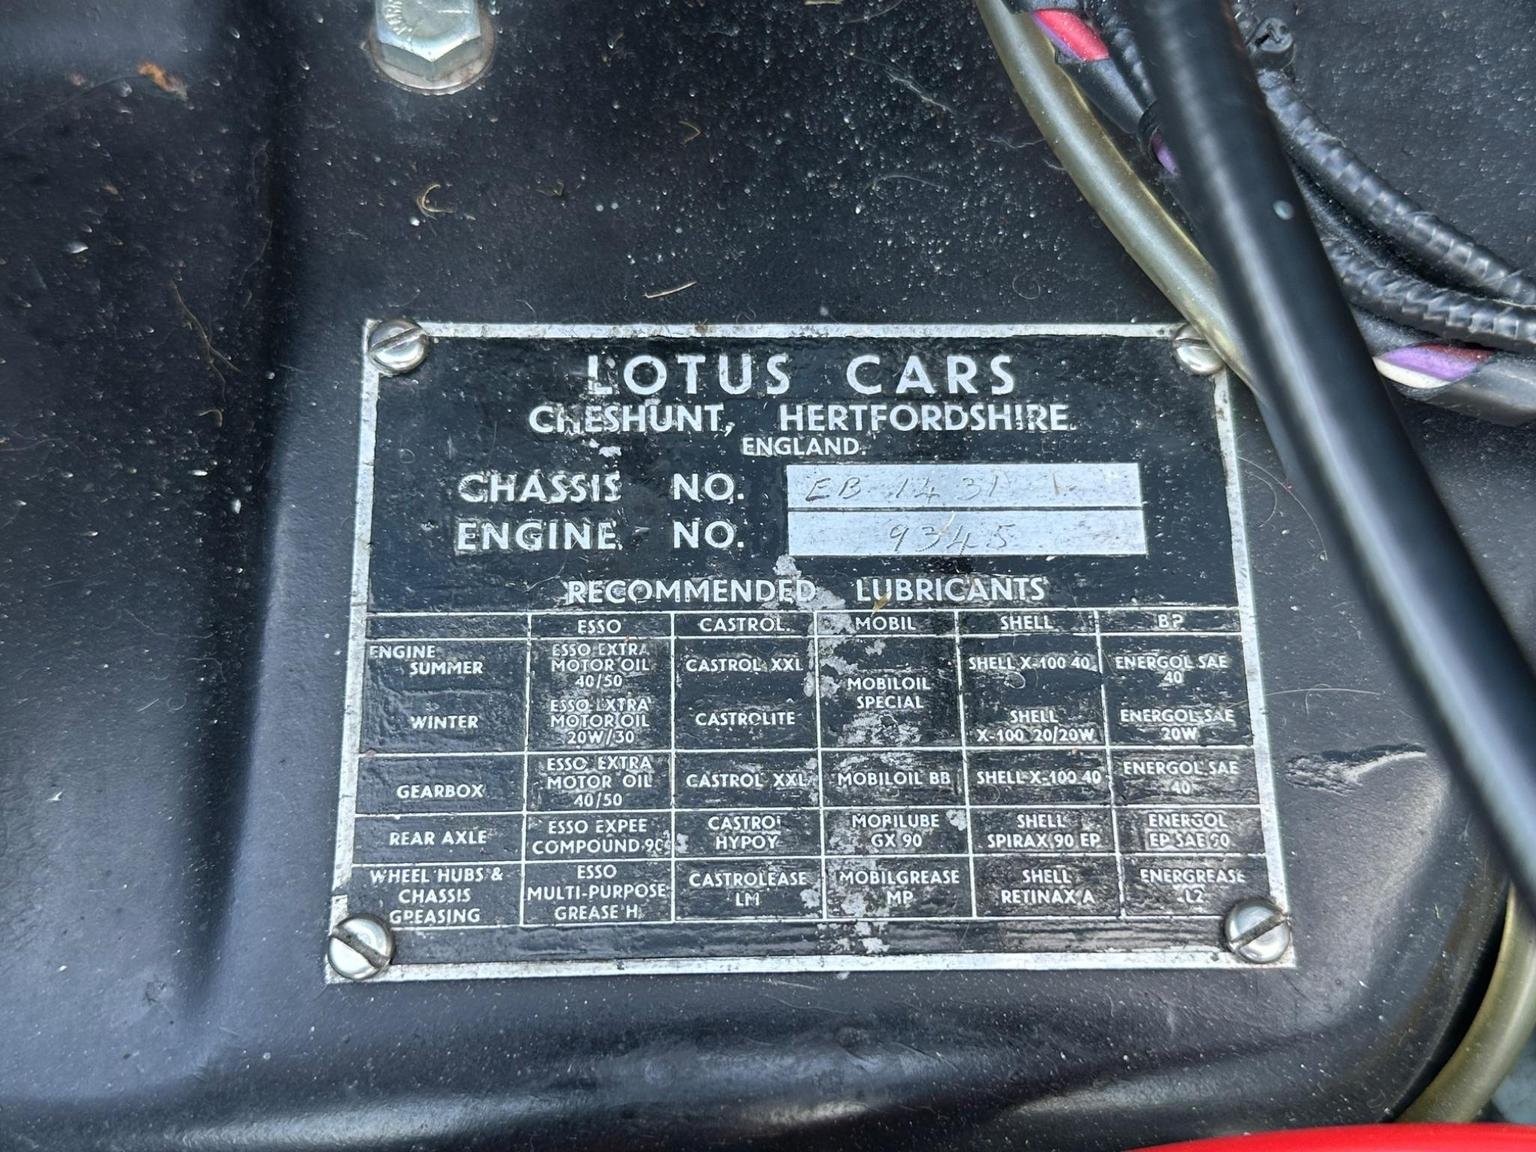 LOTUS CARS
CHESHUNT, HERTFORDSHIRE.
ENGLAND.
CHASSIS NO. EB 1431
ENGINE NO. 9345
RECOMMENDED LUBRICANTS
ESSO CASTROL. MOBIL SHELL BP
ENGINE SUMMER ESSO EXTRA MOTOR OIL 40/50 CASTROL XXL MOBILOIL SPECIAL SHELL X-100 40 ENERGOL SAE 40
WINTER ESSO EXTRA MOTOR OIL 20W/30 CASTROLITE SHELL X-100 20/20W ENERGOL SAE 20W
GEARBOX ESSO EXTRA MOTOR OIL 40/50 CASTROL XXL MOBILOIL BB SHELL X-100 40 ENERGOL SAE 40
REAR AXLE ESSO EXPEE COMPOUND 90 CASTROL HYPOY MOBILUBE GX 90 SHELL SPIRAX 90 EP ENERGOL EP SAE 90
WHEEL HUBS & CHASSIS GREASING ESSO MULTI-PURPOSE GREASE H CASTROLEASE LM MOBILGREASE MP SHELL RETINAX A ENERGREASE L2